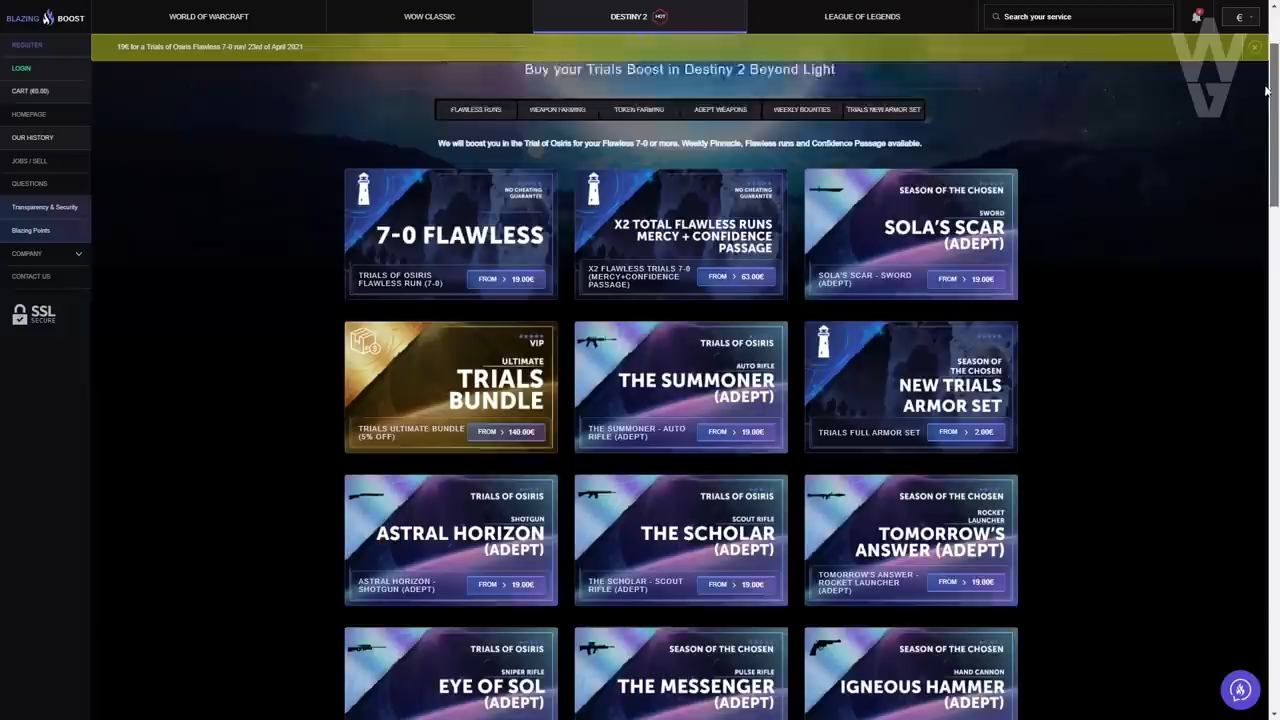 BLAZING BOOST
WORLD OF WARCRAFT
WOW CLASSIC
DESTINY 2 HOT
LEAGUE OF LEGENDS
Search your service
€
REGISTER
LOGIN
CART (€0.00)
HOMEPAGE
OUR HISTORY
JOBS / SELL
QUESTIONS
Transparency & Security
Blazing Points
COMPANY
CONTACT US
SSL
SECURE
19€ for a Trials of Osiris Flawless 7-0 run! 23rd of April 2021
WG
Buy your Trials Boost in Destiny 2 Beyond Light
FLAWLESS RUNS
WEAPON FARMING
TOKEN FARMING
ADEPT WEAPONS
WEEKLY BOUNTIES
TRIALS NEW ARMOR SET
We will boost you in the Trial of Osiris for your Flawless 7-0 or more. Weekly Pinnacle, Flawless runs and Confidence Passage available.
NO CHEATING
GUARANTEE
7-0 FLAWLESS
TRIALS OF OSIRIS
FLAWLESS RUN (7-0)
FROM > 19.00€
NO CHEATING
GUARANTEE
X2 TOTAL FLAWLESS RUNS
MERCY + CONFIDENCE
PASSAGE
X2 FLAWLESS TRIALS 7-0
(MERCY+CONFIDENCE
PASSAGE)
FROM > 63.00€
SEASON OF THE CHOSEN
SWORD
SOLA'S SCAR
(ADEPT)
SOLA'S SCAR - SWORD
(ADEPT)
FROM > 19.00€
VIP
ULTIMATE
TRIALS
BUNDLE
TRIALS ULTIMATE BUNDLE
(5% OFF)
FROM > 140.00€
TRIALS OF OSIRIS
AUTO RIFLE
THE SUMMONER
(ADEPT)
THE SUMMONER - AUTO
RIFLE (ADEPT)
FROM > 19.00€
SEASON OF
THE CHOSEN
NEW TRIALS
ARMOR SET
TRIALS FULL ARMOR SET
FROM > 2.00€
TRIALS OF OSIRIS
SHOTGUN
ASTRAL HORIZON
(ADEPT)
ASTRAL HORIZON -
SHOTGUN (ADEPT)
FROM > 19.00€
TRIALS OF OSIRIS
SCOUT RIFLE
THE SCHOLAR
(ADEPT)
THE SCHOLAR - SCOUT
RIFLE (ADEPT)
FROM > 19.00€
SEASON OF THE CHOSEN
ROCKET
LAUNCHER
TOMORROW'S
ANSWER (ADEPT)
TOMORROW'S ANSWER -
ROCKET LAUNCHER
(ADEPT)
FROM > 19.00€
TRIALS OF OSIRIS
SNIPER RIFLE
EYE OF SOL
(ADEPT)
SEASON OF THE CHOSEN
PULSE RIFLE
THE MESSENGER
(ADEPT)
SEASON OF THE CHOSEN
HAND CANNON
IGNEOUS HAMMER
(ADEPT)